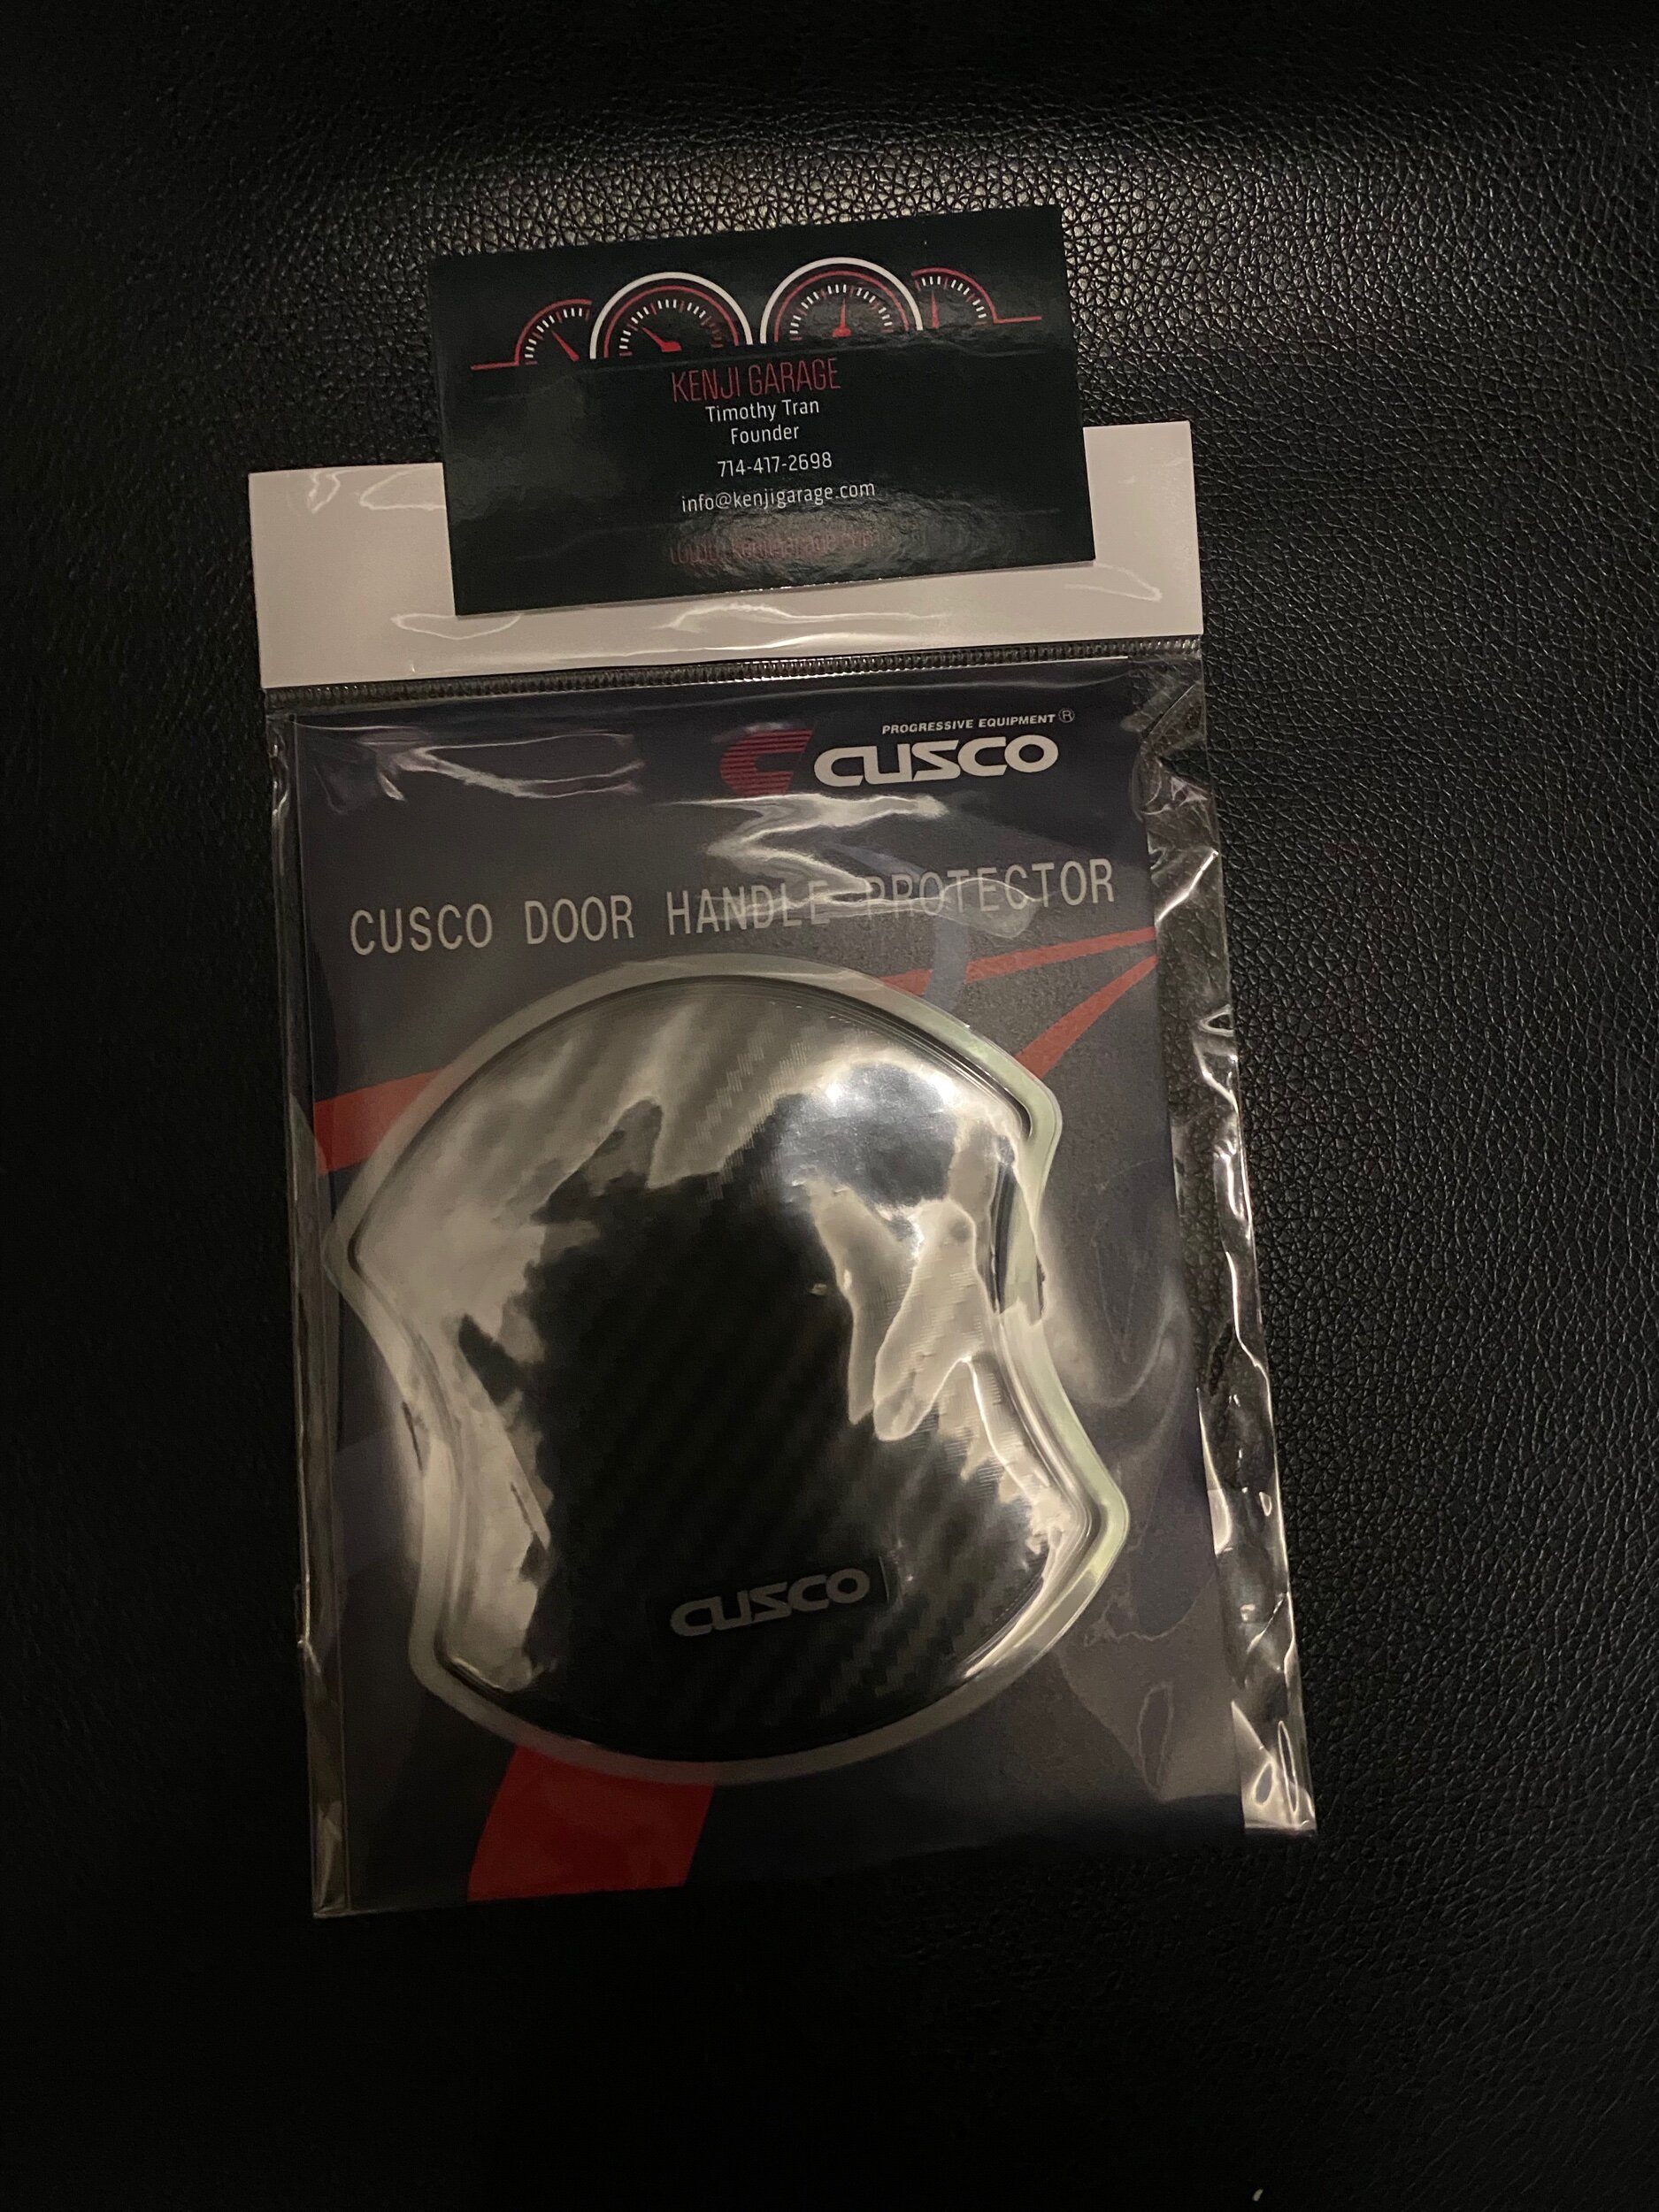 KENJI GARAGE
Timothy Tran
Founder
714-417-2698
info@kenjigarage.com
PROGRESSIVE EQUIPMENT®
CUSCO
CUSCO DOOR HANDLE PROTECTOR
CUSCO